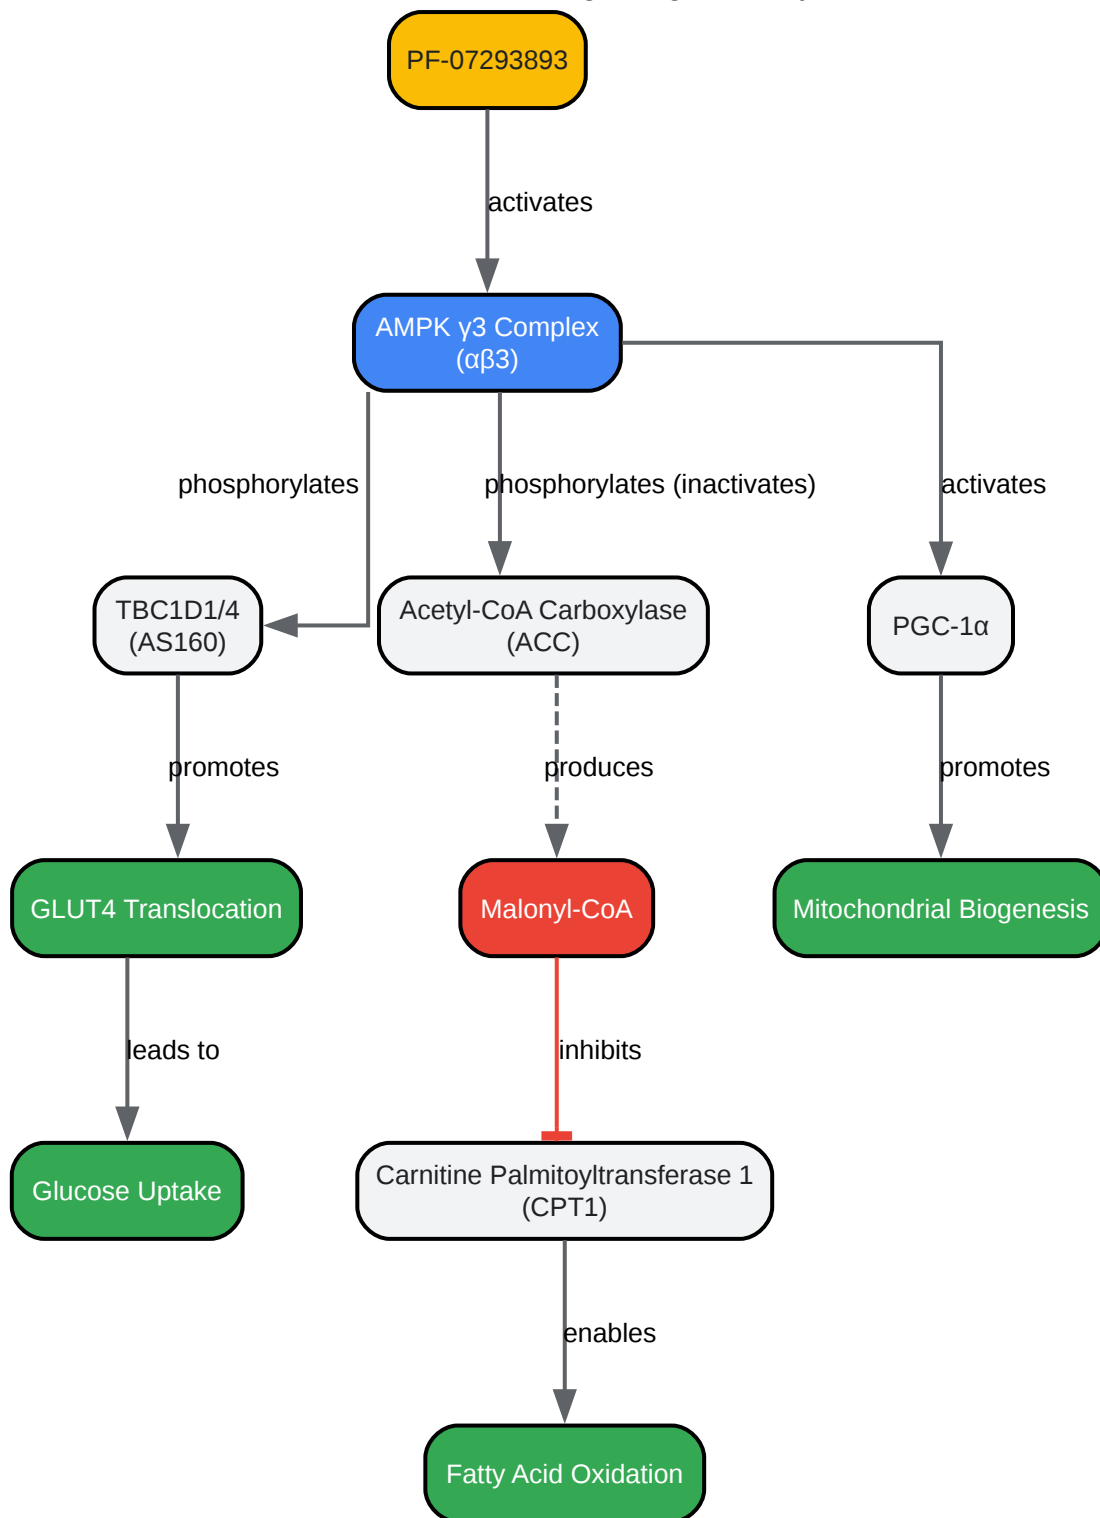 PF-07293893
activates
AMPK γ3 Complex
(αβ3)
phosphorylates
phosphorylates (inactivates)
activates
TBC1D1/4
(AS160)
Acetyl-CoA Carboxylase
(ACC)
PGC-1α
promotes
produces
promotes
GLUT4 Translocation
Malonyl-CoA
Mitochondrial Biogenesis
leads to
inhibits
Glucose Uptake
Carnitine Palmitoyltransferase 1
(CPT1)
enables
Fatty Acid Oxidation